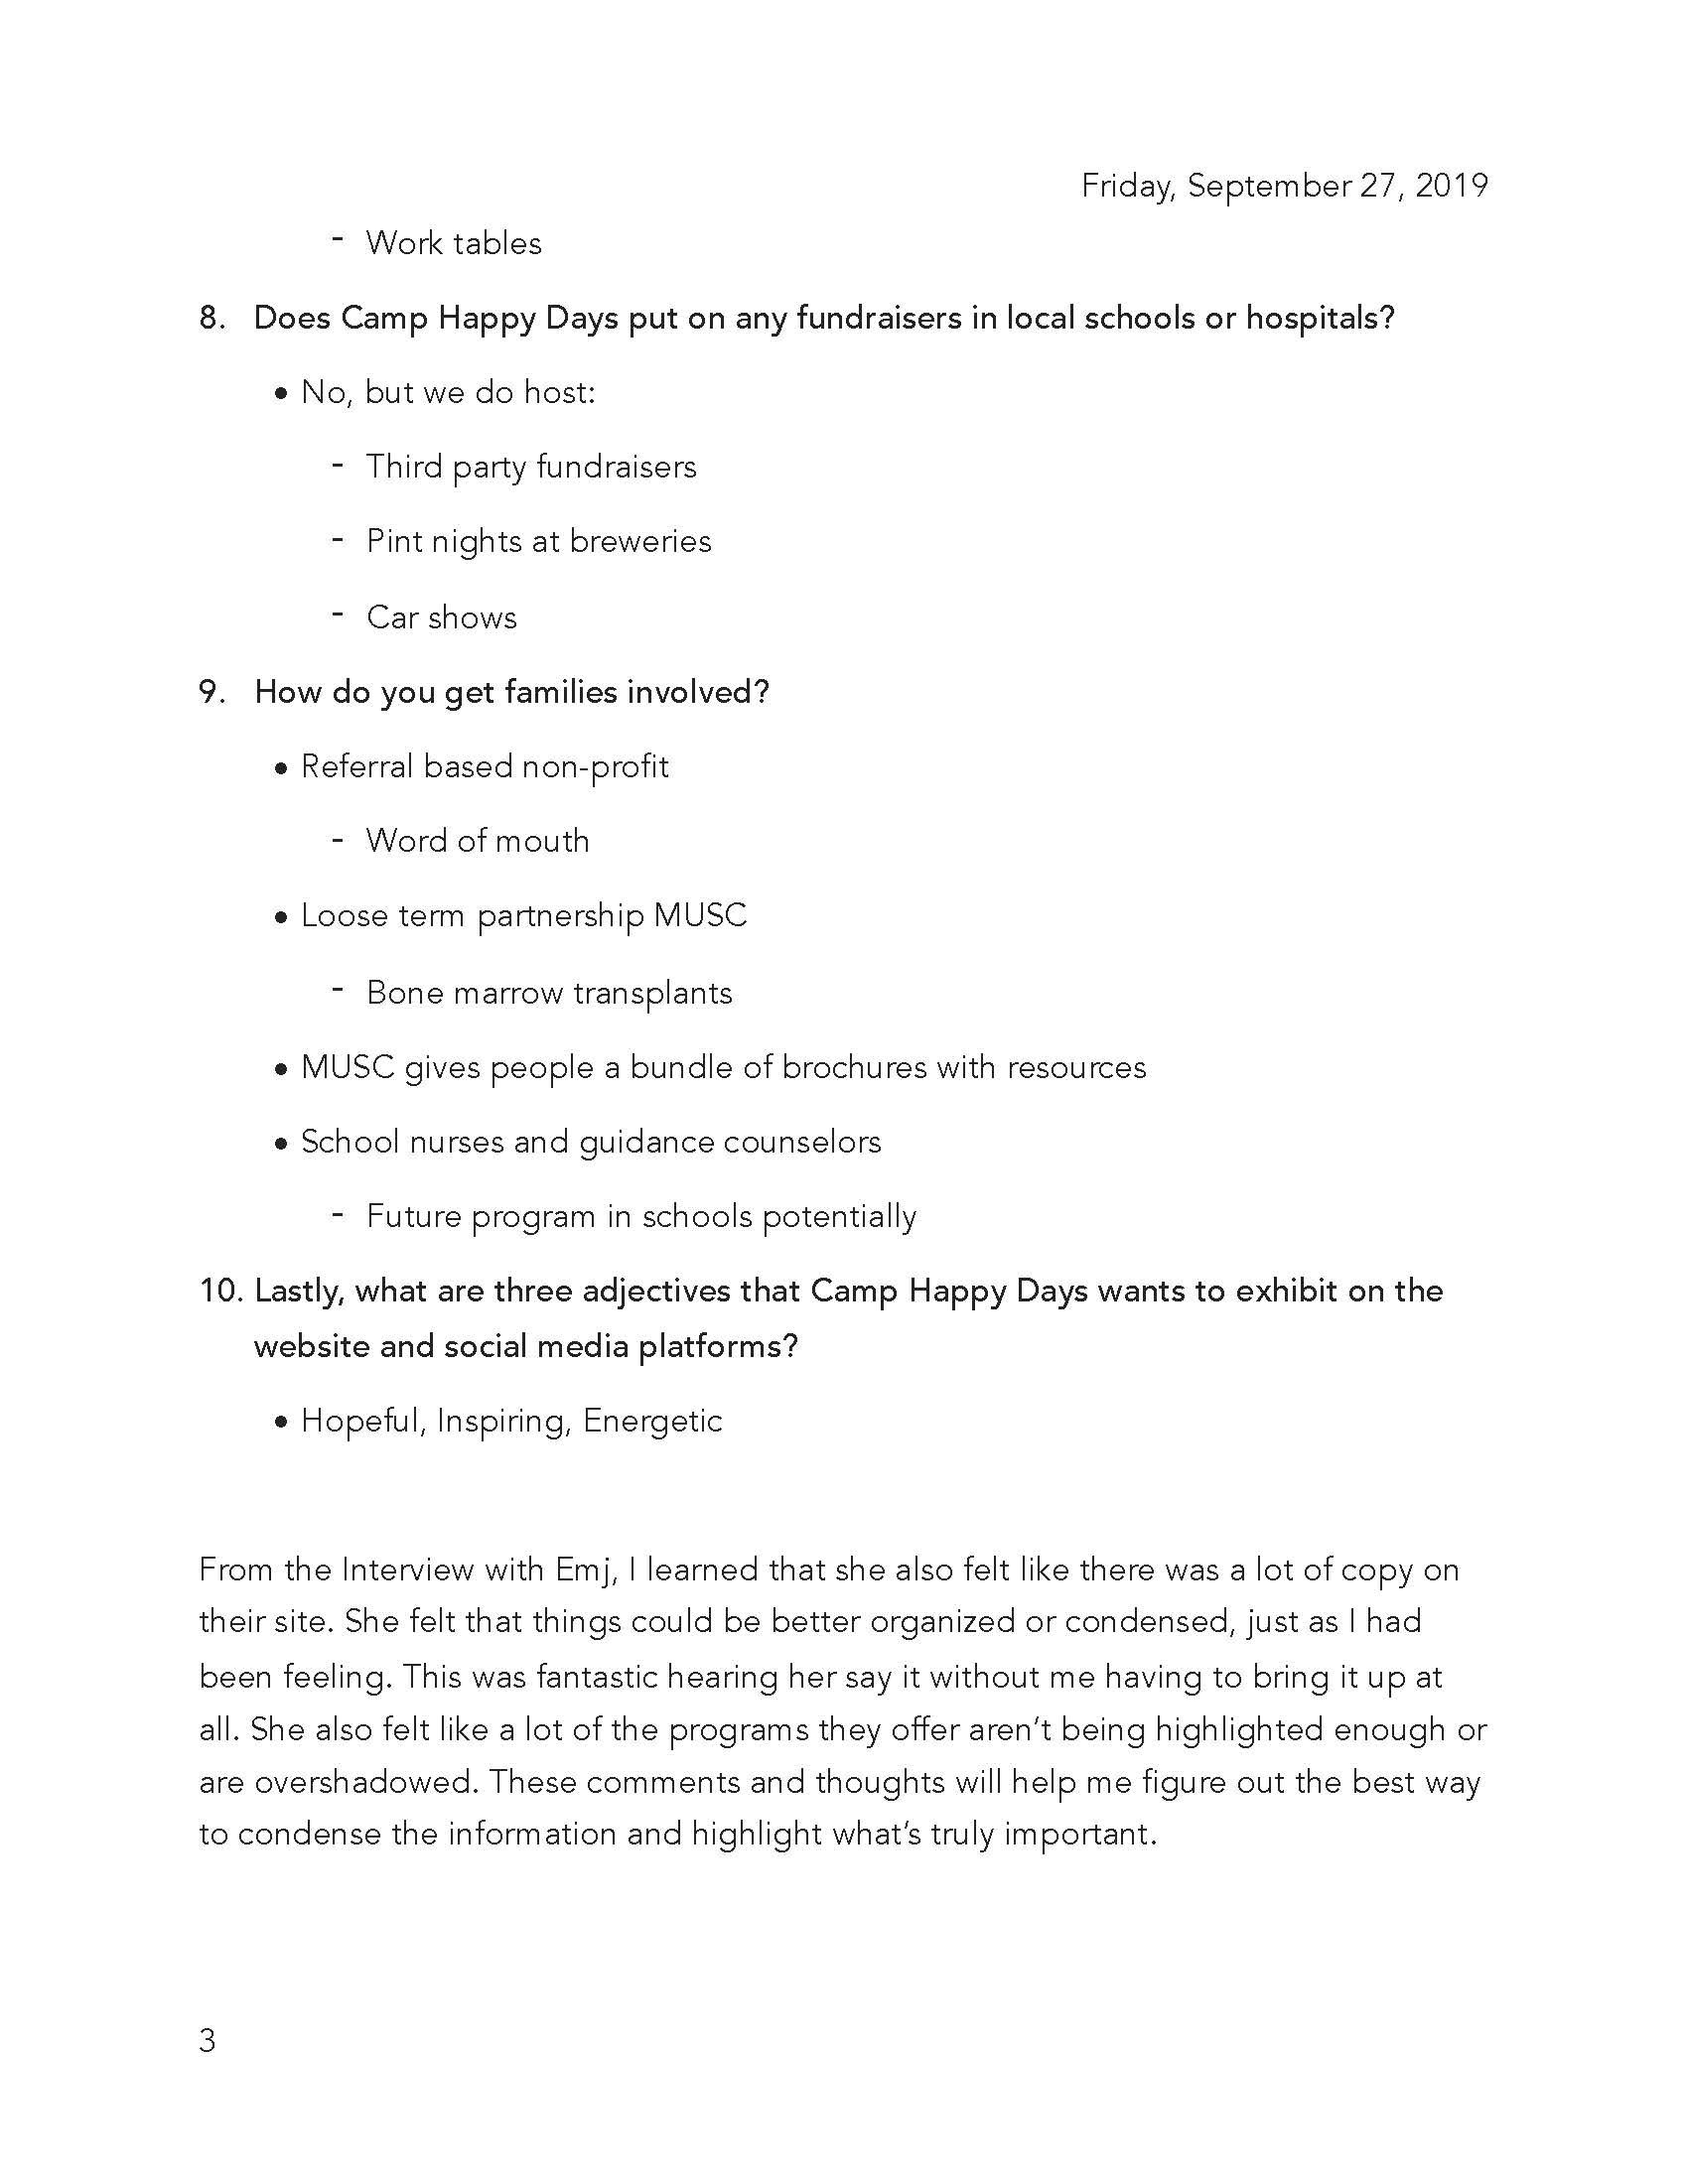 Friday, September 27, 2019
- Work tables
8. Does Camp Happy Days put on any fundraisers in local schools or hospitals?
• No, but we do host:
- Third party fundraisers
- Pint nights at breweries
- Car shows
9. How do you get families involved?
• Referral based non-profit
- Word of mouth
• Loose term partnership MUSC
- Bone marrow transplants
• MUSC gives people a bundle of brochures with resources
• School nurses and guidance counselors
- Future program in schools potentially
10. Lastly, what are three adjectives that Camp Happy Days wants to exhibit on the
website and social media platforms?
• Hopeful, Inspiring, Energetic
From the Interview with Emj, I learned that she also felt like there was a lot of copy on
their site. She felt that things could be better organized or condensed, just as I had
been feeling. This was fantastic hearing her say it without me having to bring it up at
all. She also felt like a lot of the programs they offer aren’t being highlighted enough or
are overshadowed. These comments and thoughts will help me figure out the best way
to condense the information and highlight what’s truly important.
3